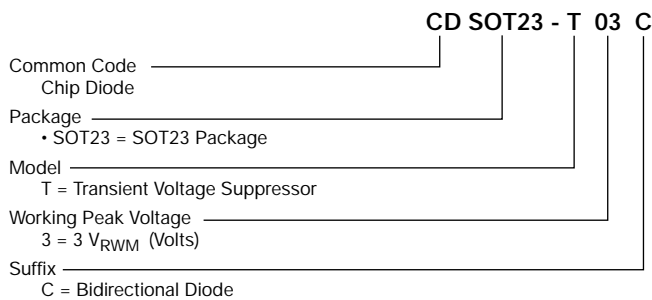 CD SOT23 - T 03 C
Common Code
Chip Diode
Package
• SOT23 = SOT23 Package
Model
T = Transient Voltage Suppressor
Working Peak Voltage
3 = 3 VRWM (Volts)
Suffix
C = Bidirectional Diode